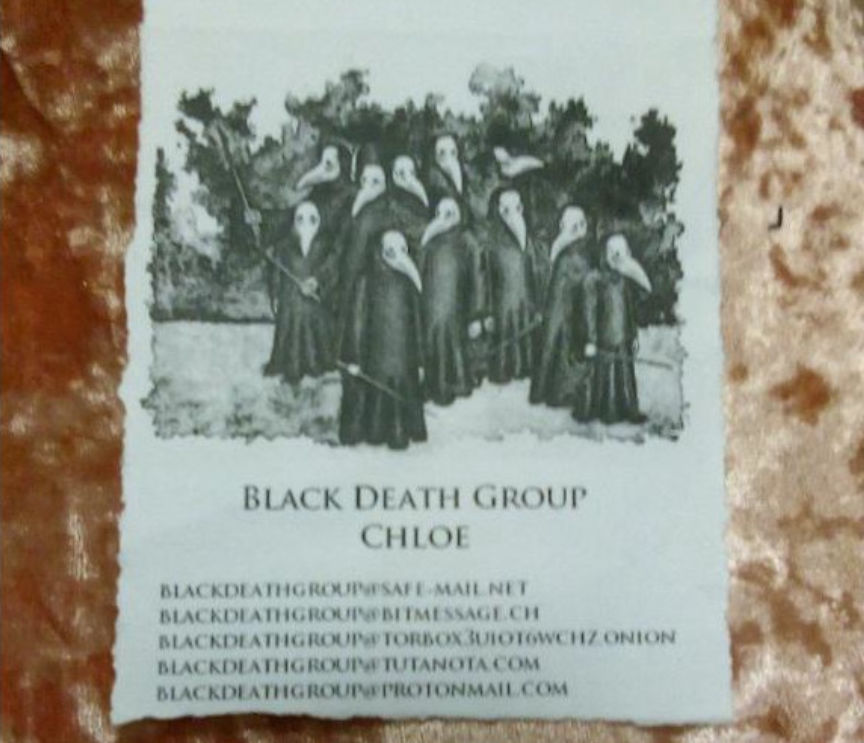 BLACK DEATH GROUP
CHLOE
BLACKDEATHGROUP@SAFE-MAIL.NET
BLACKDEATHGROUP@BITMESSAGE.CH
BLACKDEATHGROUP@TORBOX3UIOT6WCHZ.ONION
BLACKDEATHGROUP@TUTANOTA.COM
BLACKDEATHGROUP@PROTONMAIL.COM